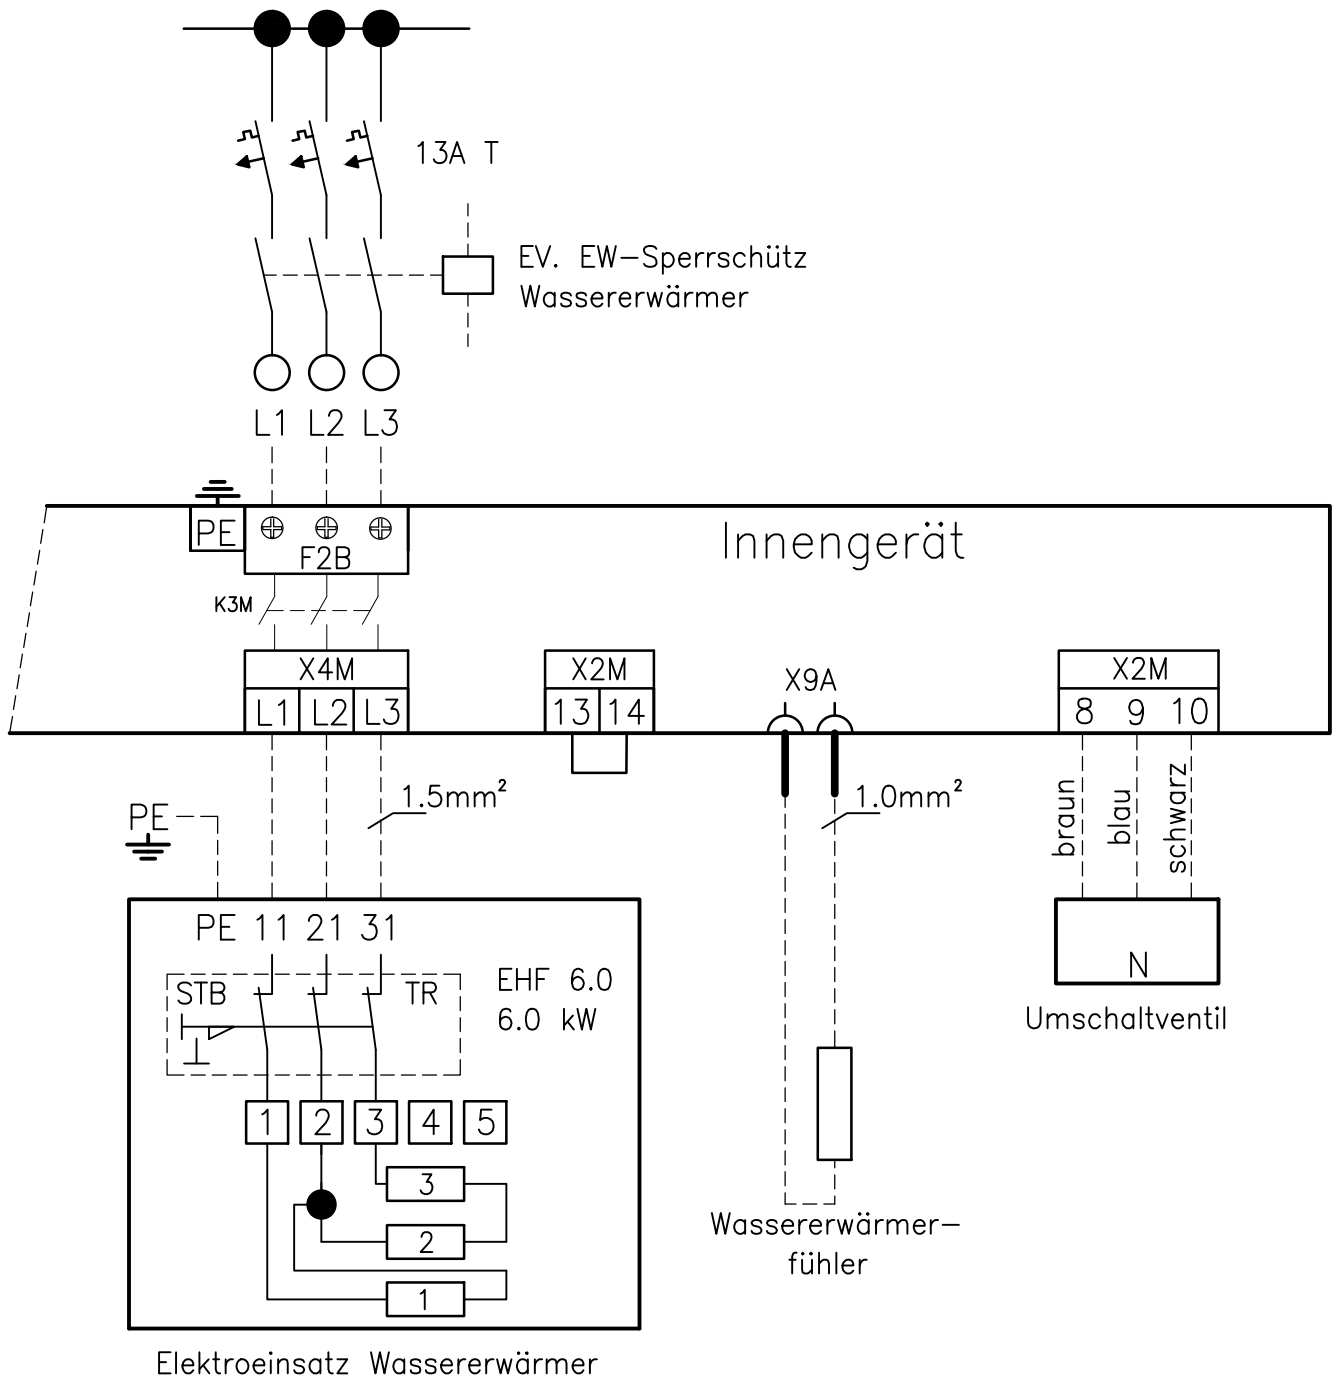 13A T
EV. EW-Sperrschütz
Wassererwärmer
L1 L2 L3
PE
F2B
Innengerät
K3M
X4M
L1 L2 L3
X2M
13 14
X9A
X2M
8 9 10
PE
1.5mm²
1.0mm²
braun
blau
schwarz
PE 11 21 31
STB
TR
EHF 6.0
6.0 kW
1 2 3 4 5
3
2
1
N
Umschaltventil
Wassererwärmer-
fühler
Elektroeinsatz Wassererwärmer